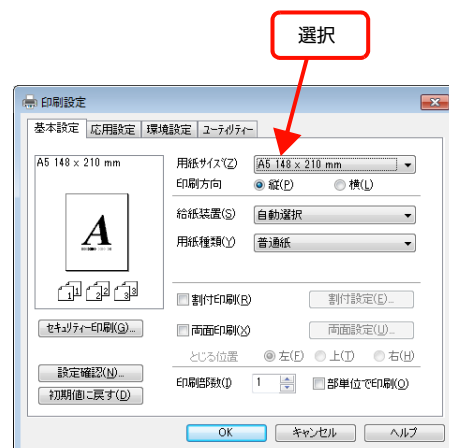 選択
印刷設定
基本設定 応用設定 環境設定 ユーティリティー
A5 148 x 210 mm
用紙サイズ(Z) A5 148 x 210 mm
印刷方向 縦(P) 横(L)
給紙装置(S) 自動選択
用紙種類(Y) 普通紙
A
1 1 2 2 3 3
割付印刷(R) 割付設定(E)...
セキュリティー印刷(G)... 両面印刷(X) 両面設定(U)...
とじる位置 左(F) 上(T) 右(H)
設定確認(N)...
印刷部数(I) 1 部単位で印刷(O)
初期値に戻す(D)
OK キャンセル ヘルプ